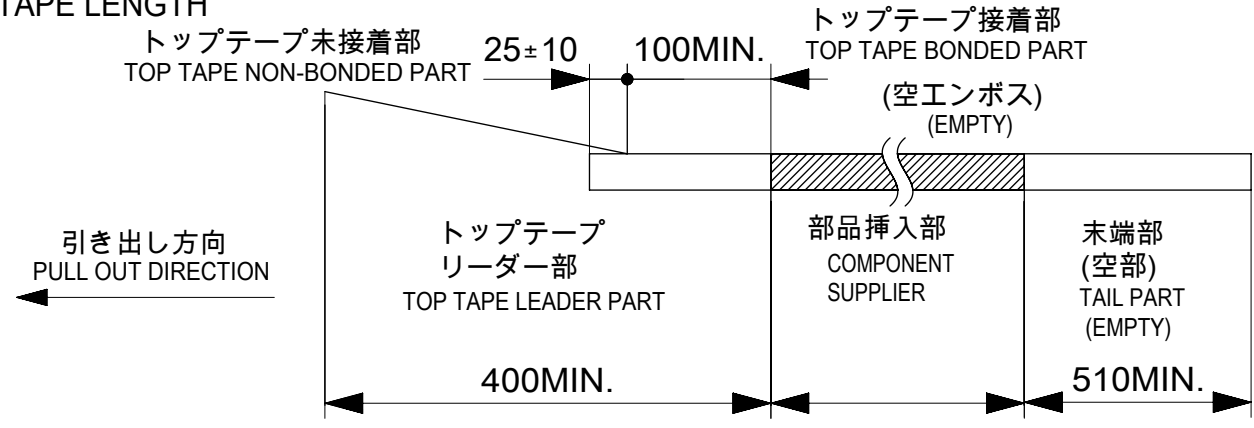 TAPE LENGTH
トップテープ未接着部
TOP TAPE NON-BONDED PART
25±10
100MIN.
トップテープ接着部
TOP TAPE BONDED PART
(空エンボス)
(EMPTY)
引き出し方向
PULL OUT DIRECTION
トップテープ
リーダー部
TOP TAPE LEADER PART
部品挿入部
COMPONENT
SUPPLIER
末端部
(空部)
TAIL PART
(EMPTY)
400MIN.
510MIN.